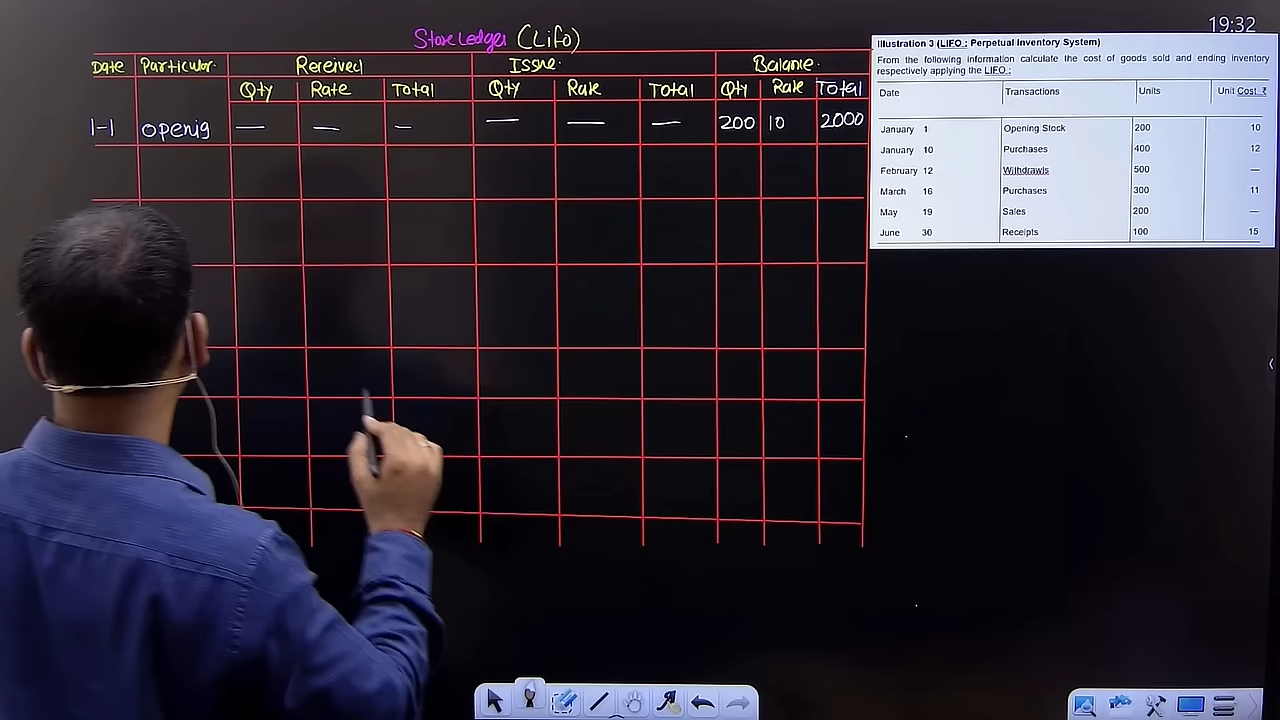 19:32
Store Ledger (Lifo)
Date Particular Received Issue Balance
Qty Rate Total Qty Rate Total Qty Rate Total
1-1 openig — — — — — — 200 10 2000
Illustration 3 (LIFO : Perpetual Inventory System)
From the following information calculate the cost of goods sold and ending inventory
respectively applying the LIFO :
Date Transactions Units Unit Cost ₹
January 1 Opening Stock 200 10
January 10 Purchases 400 12
February 12 Withdrawls 500 —
March 16 Purchases 300 11
May 19 Sales 200 —
June 30 Receipts 100 15